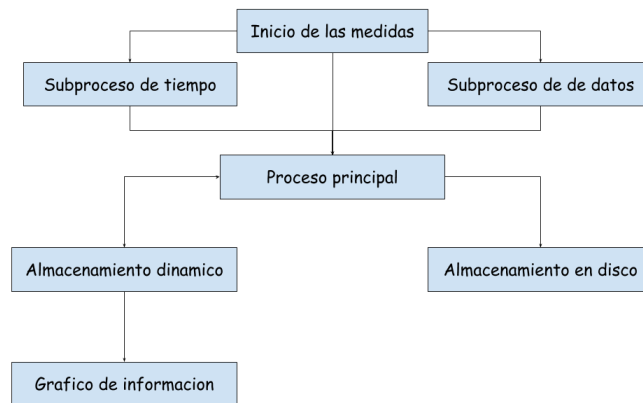 Inicio de las medidas
Subproceso de tiempo
Subproceso de de datos
Proceso principal
Almacenamiento dinamico
Almacenamiento en disco
Grafico de informacion